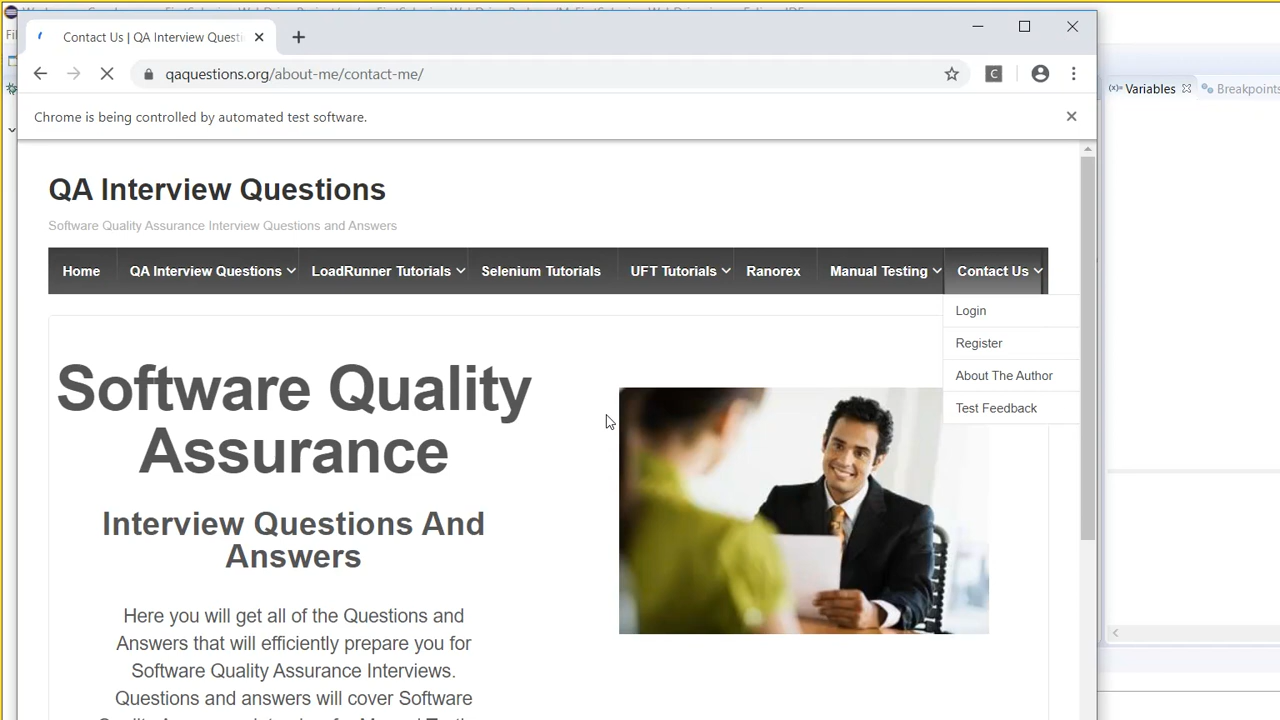 Contact Us | QA Interview Questi
qaquestions.org/about-me/contact-me/
C
Chrome is being controlled by automated test software.
(x)= Variables
Breakpoints
QA Interview Questions
Software Quality Assurance Interview Questions and Answers
Home QA Interview Questions LoadRunner Tutorials Selenium Tutorials UFT Tutorials Ranorex Manual Testing Contact Us
Login
Register
About The Author
Test Feedback
Software Quality
Assurance
Interview Questions And
Answers
Here you will get all of the Questions and
Answers that will efficiently prepare you for
Software Quality Assurance Interviews.
Questions and answers will cover Software